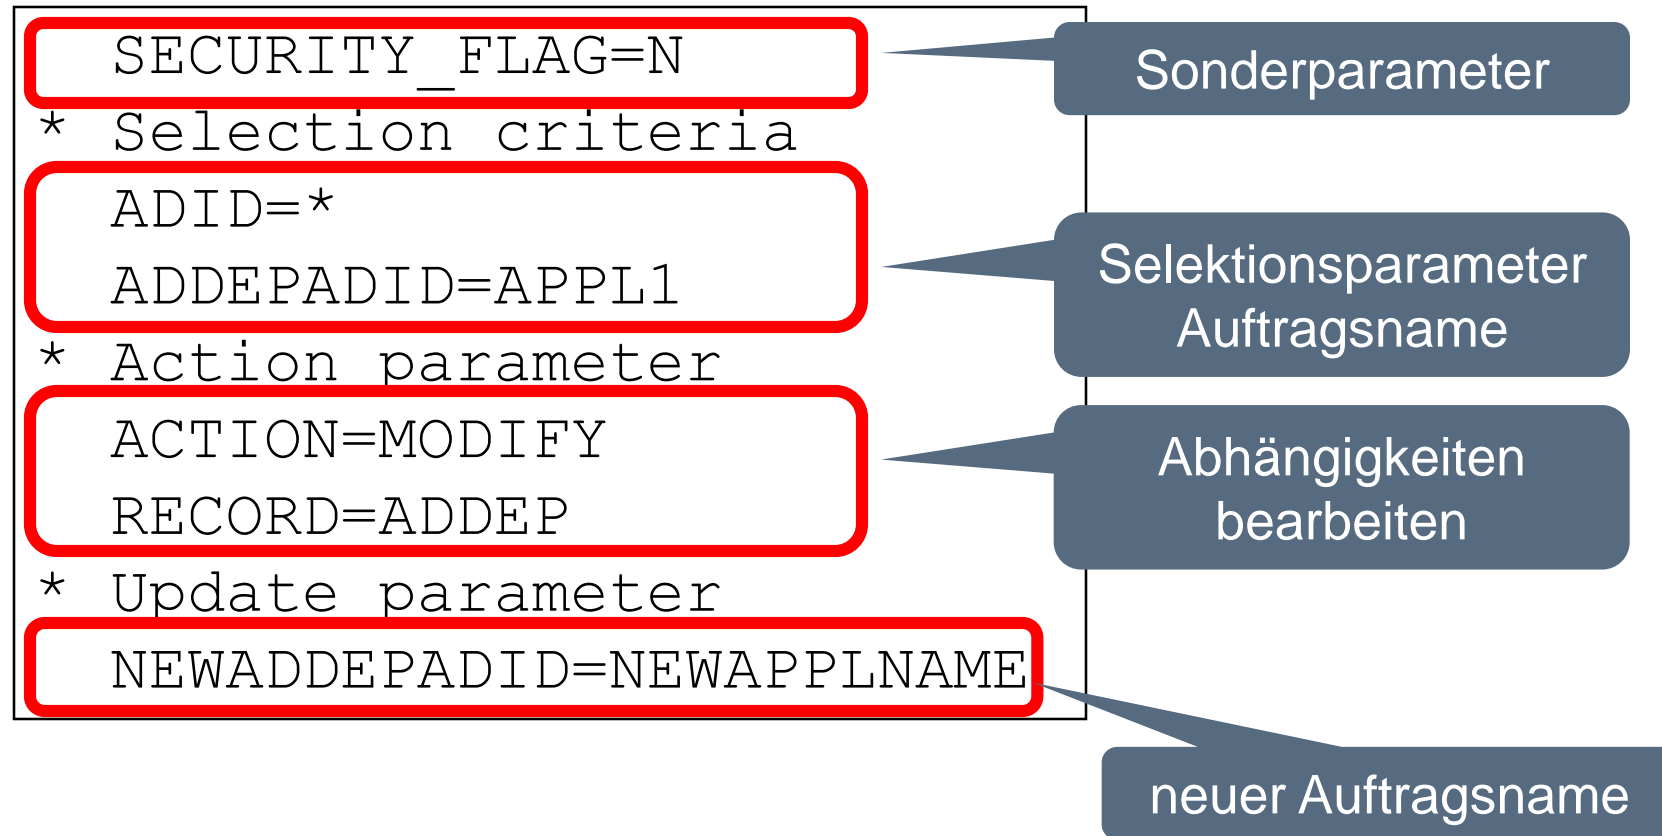 SECURITY_FLAG=N
* Selection criteria
ADID=*
ADDEPADID=APPL1
* Action parameter
ACTION=MODIFY
RECORD=ADDEP
* Update parameter
NEWADDEPADID=NEWAPPLNAME
Sonderparameter
Selektionsparameter
Auftragsname
Abhängigkeiten
bearbeiten
neuer Auftragsname